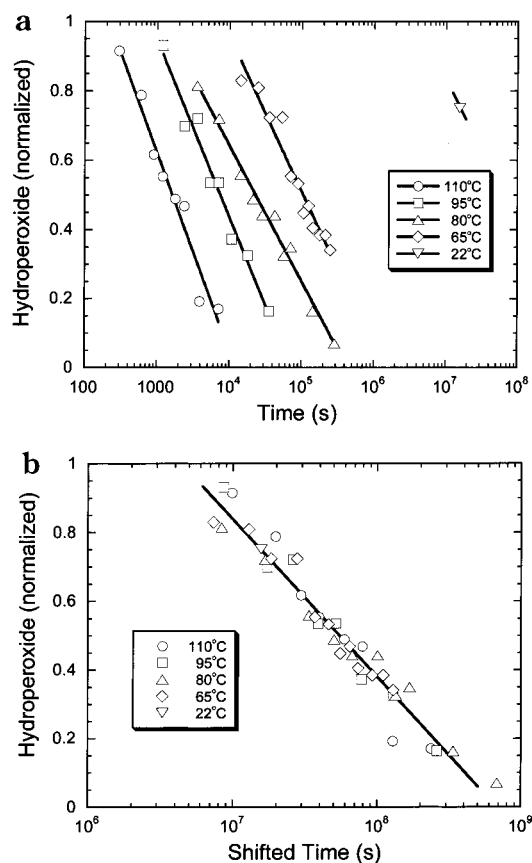 a
Hydroperoxide (normalized)
1
0.8
0.6
0.4
0.2
0
110°C
95°C
80°C
65°C
22°C
100
1000
10⁴
10⁵
10⁶
10⁷
10⁸
Time (s)
b
Hydroperoxide (normalized)
1
0.8
0.6
0.4
0.2
0
110°C
95°C
80°C
65°C
22°C
10⁶
10⁷
10⁸
10⁹
Shifted Time (s)